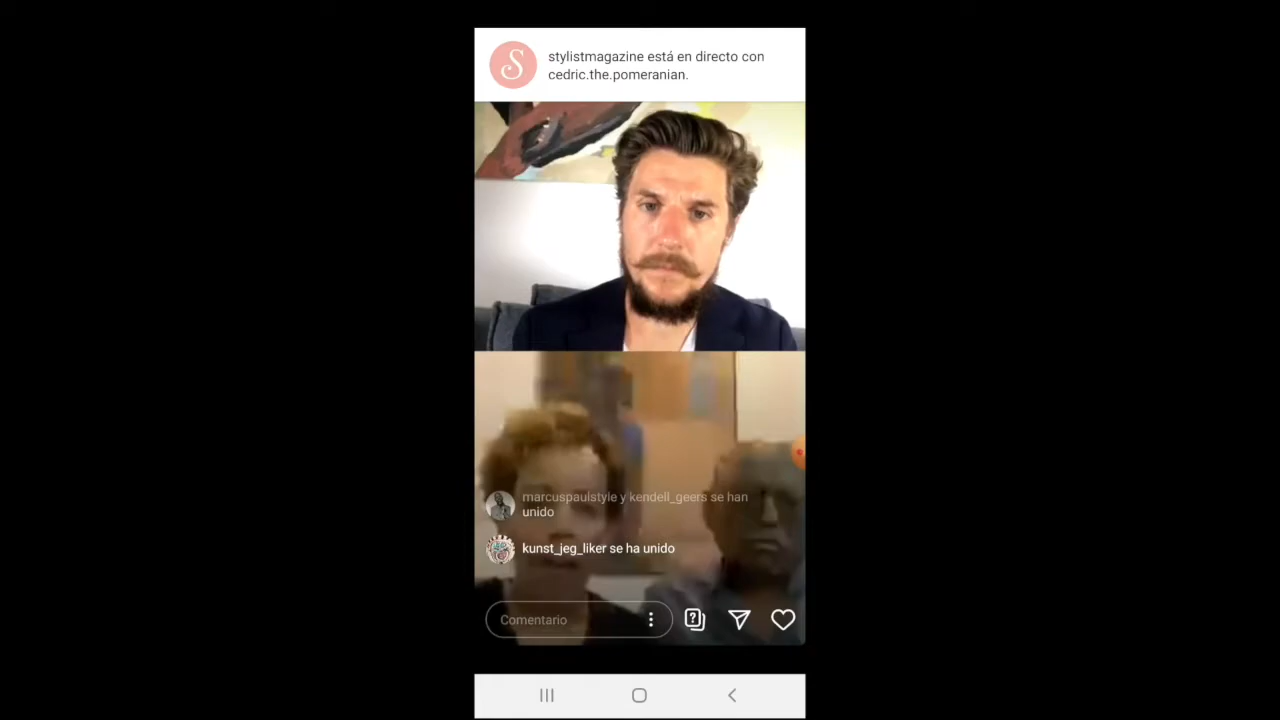 S
stylistmagazine está en directo con
cedric.the.pomeranian.
marcuspaulstyle y kendell_geers se han
unido
kunst_jeg_liker se ha unido
Comentario
?